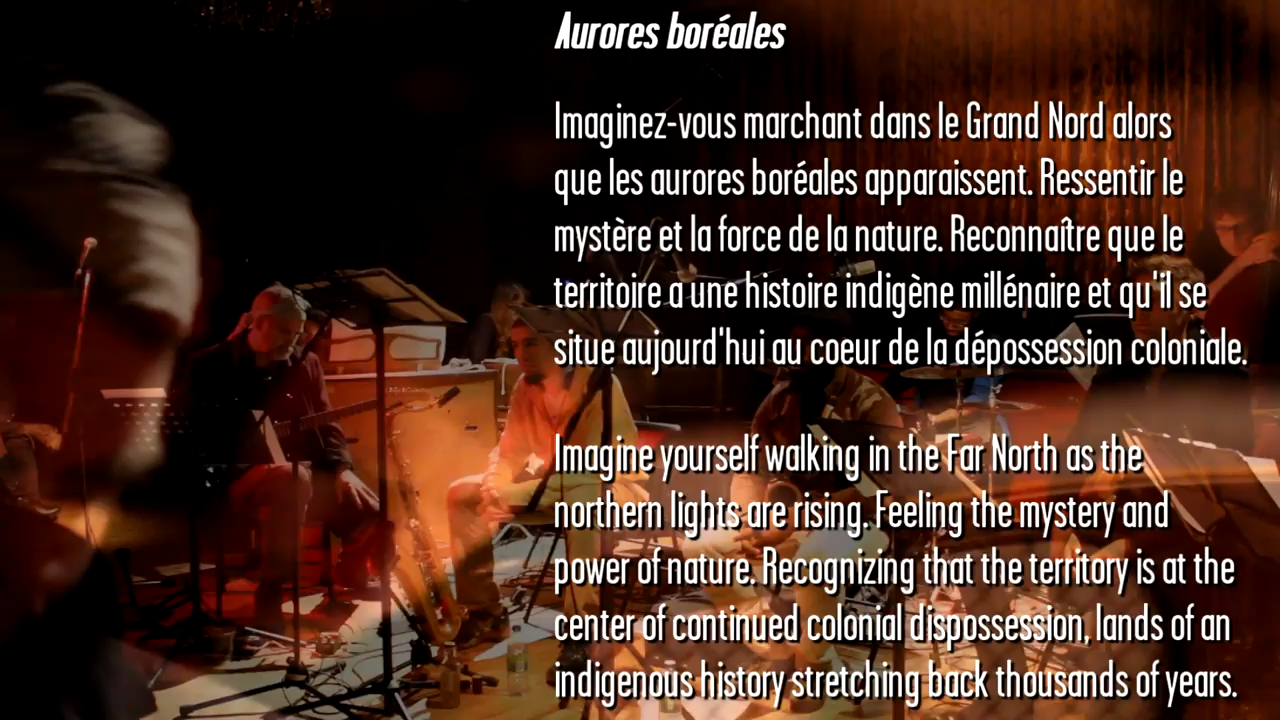 Aurores boréales
Imaginez-vous marchant dans le Grand Nord alors
que les aurores boréales apparaissent. Ressentir le
mystère et la force de la nature. Reconnaître que le
territoire a une histoire indigène millénaire et qu'il se
situe aujourd'hui au coeur de la dépossession coloniale.
Imagine yourself walking in the Far North as the
northern lights are rising. Feeling the mystery and
power of nature. Recognizing that the territory is at the
center of continued colonial dispossession, lands of an
indigenous history stretching back thousands of years.